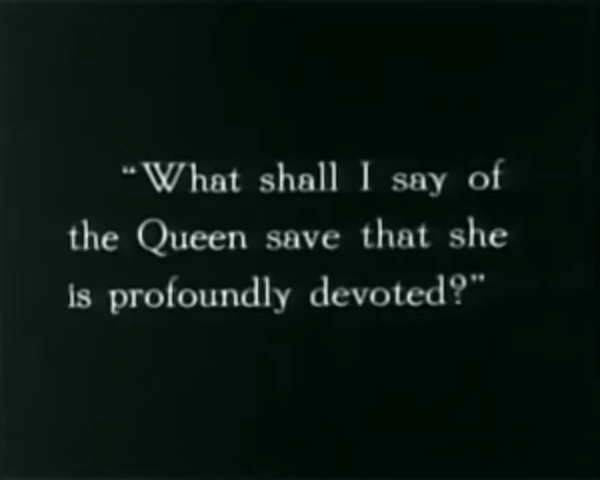 “What shall I say of
the Queen save that she
is profoundly devoted?”